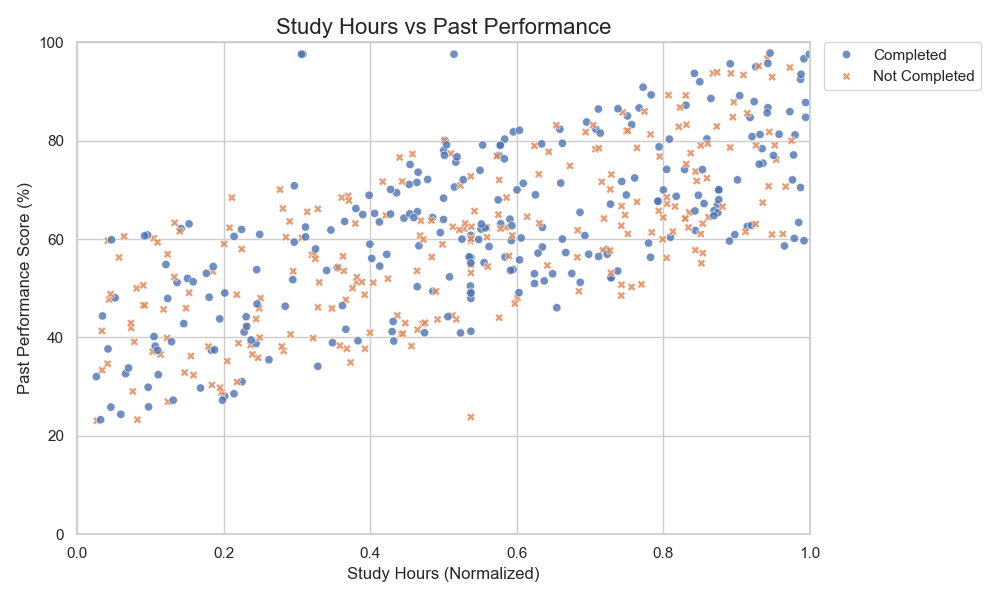 Study Hours vs Past Performance
Completed
Not Completed
Past Performance Score (%)
100
80
60
40
20
0
0.0 0.2 0.4 0.6 0.8 1.0
Study Hours (Normalized)